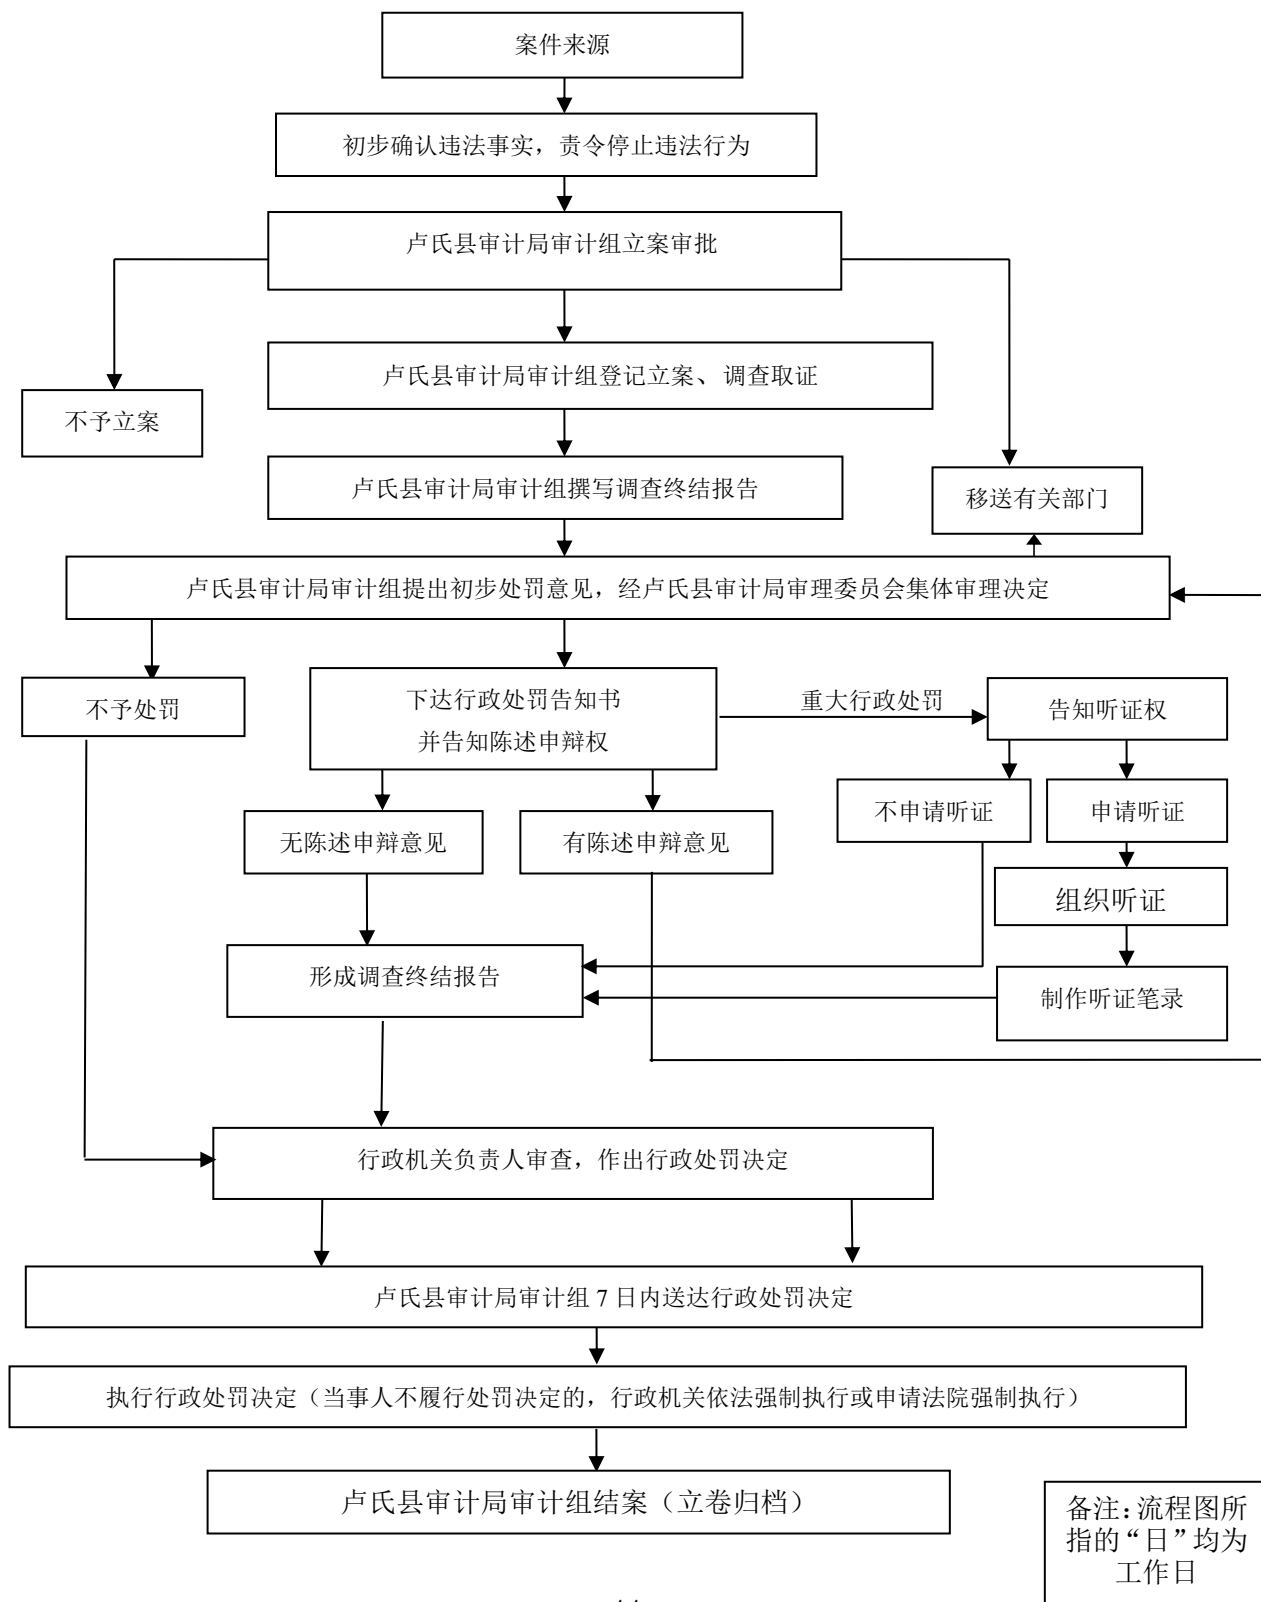 案件来源
初步确认违法事实，责令停止违法行为
卢氏县审计局审计组立案审批
卢氏县审计局审计组登记立案、调查取证
不予立案
卢氏县审计局审计组撰写调查终结报告
移送有关部门
卢氏县审计局审计组提出初步处罚意见，经卢氏县审计局审理委员会集体审理决定
不予处罚
下达行政处罚告知书
并告知陈述申辩权
重大行政处罚
告知听证权
不申请听证
申请听证
无陈述申辩意见
有陈述申辩意见
组织听证
形成调查终结报告
制作听证笔录
行政机关负责人审查，作出行政处罚决定
卢氏县审计局审计组 7 日内送达行政处罚决定
执行行政处罚决定（当事人不履行处罚决定的，行政机关依法强制执行或申请法院强制执行）
卢氏县审计局审计组结案（立卷归档）
备注：流程图所
指的“日”均为
工作日